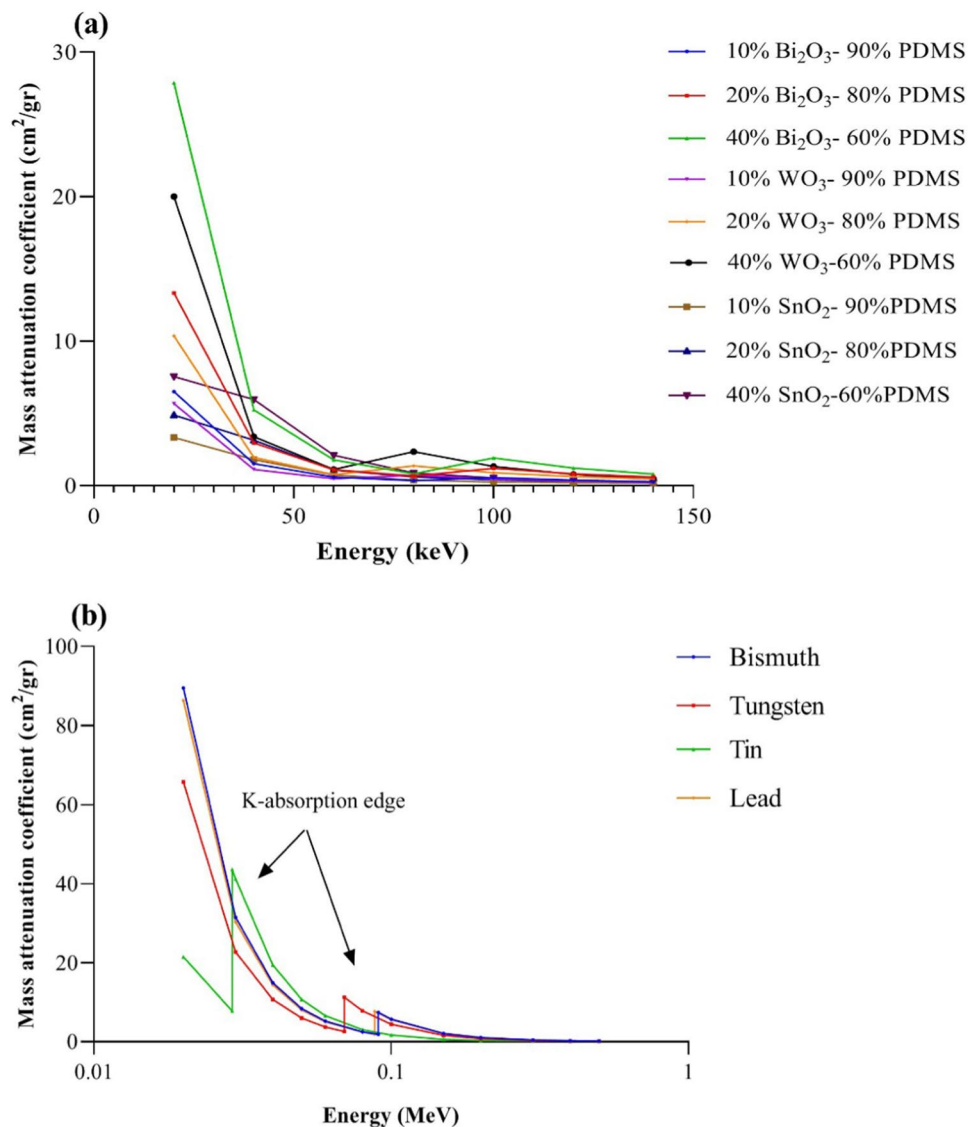 (a)
Mass attenuation coefficient (cm²/gr)
30
20
10
0
0
50
100
150
Energy (keV)
10% Bi₂O₃- 90% PDMS
20% Bi₂O₃- 80% PDMS
40% Bi₂O₃- 60% PDMS
10% WO₃- 90% PDMS
20% WO₃- 80% PDMS
40% WO₃-60% PDMS
10% SnO₂- 90%PDMS
20% SnO₂- 80%PDMS
40% SnO₂-60%PDMS
(b)
Mass attenuation coefficient (cm²/gr)
100
80
60
40
20
0
0.01
0.1
1
Energy (MeV)
K-absorption edge
Bismuth
Tungsten
Tin
Lead